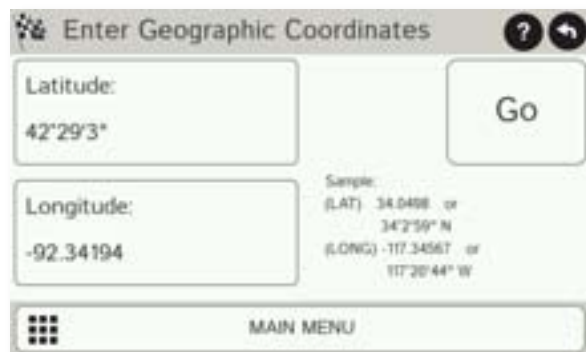 Enter Geographic Coordinates
?
Latitude:
42°29'3"
Go
Longitude:
-92.34194
Sample:
(LAT) 34.0498 or
34°2'59" N
(LONG) -117.34567 or
117°20'44" W
MAIN MENU